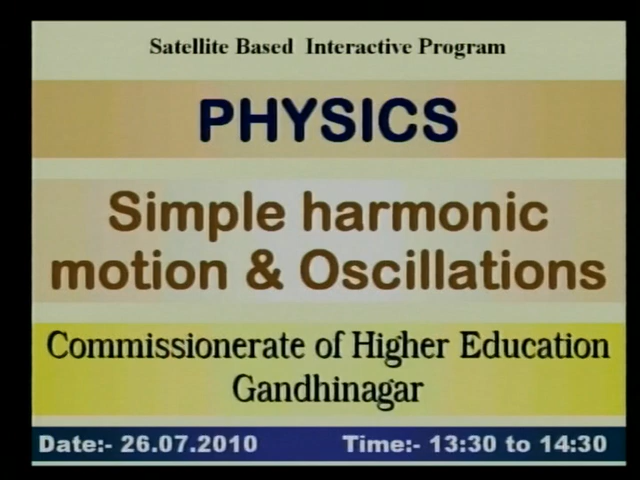 Satellite Based Interactive Program
PHYSICS
Simple harmonic
motion & Oscillations
Commissionerate of Higher Education
Gandhinagar
Date:- 26.07.2010 Time:- 13:30 to 14:30